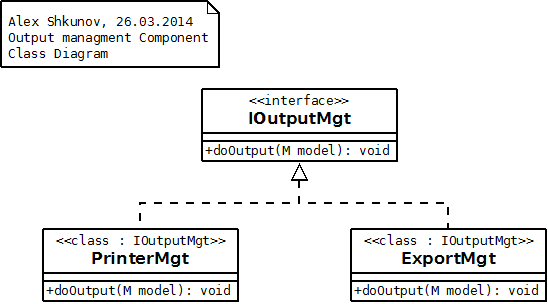 Alex Shkunov, 26.03.2014
Output managment Component
Class Diagram
<<interface>>
IOutputMgt
+doOutput(M model): void
<<class : IOutputMgt>>
PrinterMgt
+doOutput(M model): void
<<class : IOutputMgt>>
ExportMgt
+doOutput(M model): void